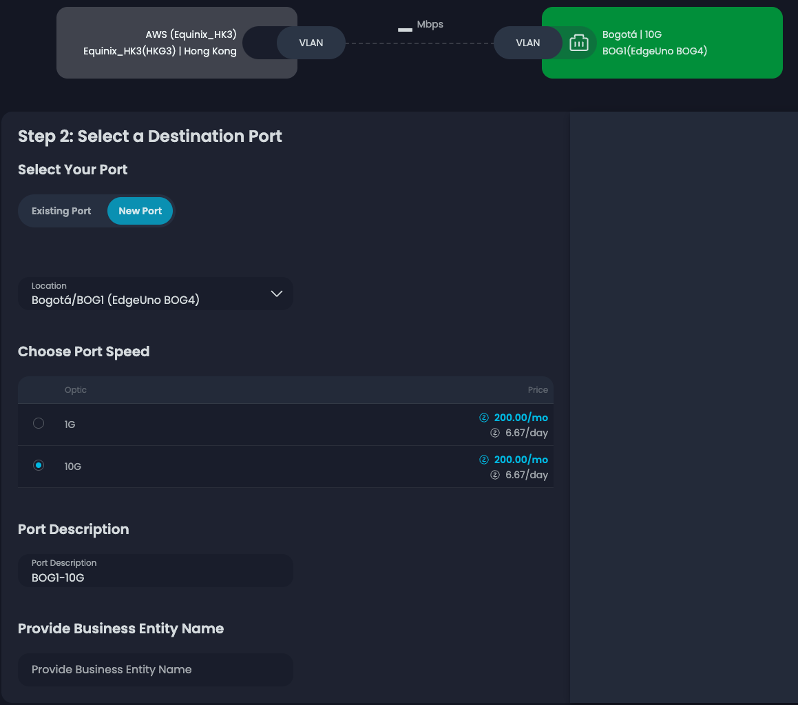 AWS (Equinix_HK3)
Equinix_HK3(HKG3) | Hong Kong
VLAN
Mbps
VLAN
Bogotá | 10G
BOG1(EdgeUno BOG4)
Step 2: Select a Destination Port
Select Your Port
Existing Port
New Port
Location
Bogotá/BOG1 (EdgeUno BOG4)
Choose Port Speed
Optic
Price
1G
200.00/mo
6.67/day
10G
200.00/mo
6.67/day
Port Description
Port Description
BOG1-10G
Provide Business Entity Name
Provide Business Entity Name